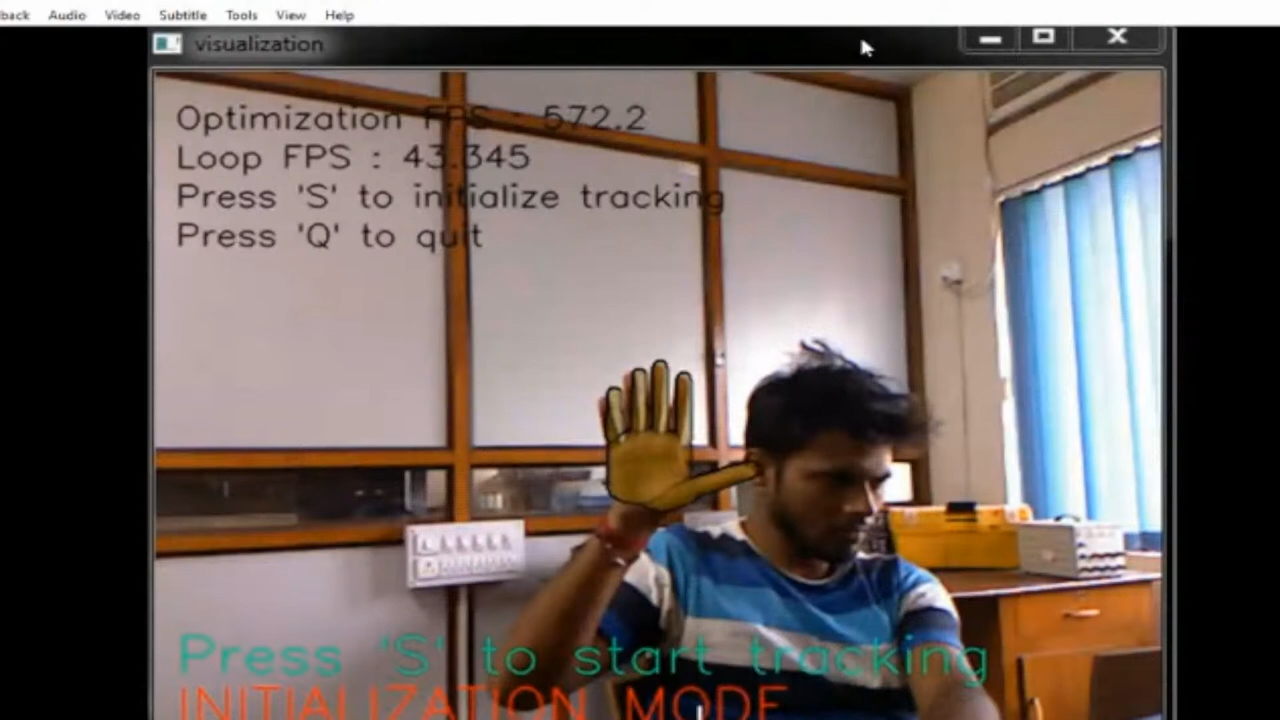 back Audio Video Subtitle Tools View Help
visualization
Optimization FPS : 572.2
Loop FPS : 43.345
Press 'S' to initialize tracking
Press 'Q' to quit
Press 'S' to start tracking
INITIALIZATION MODE